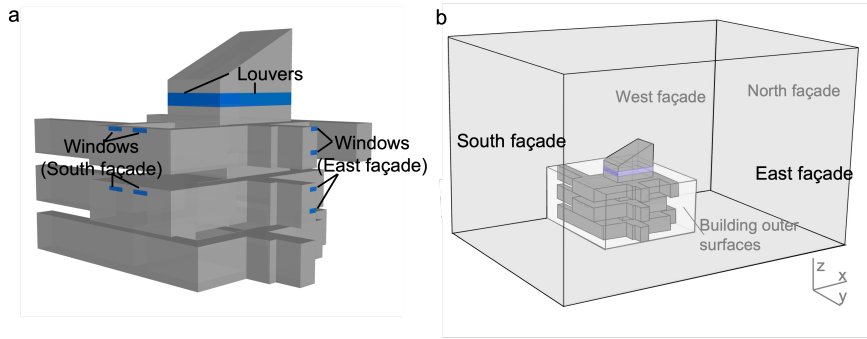 a
Louvers
Windows
(South façade)
Windows
(East façade)
b
West façade
North façade
South façade
East façade
Building outer
surfaces
z
x
y